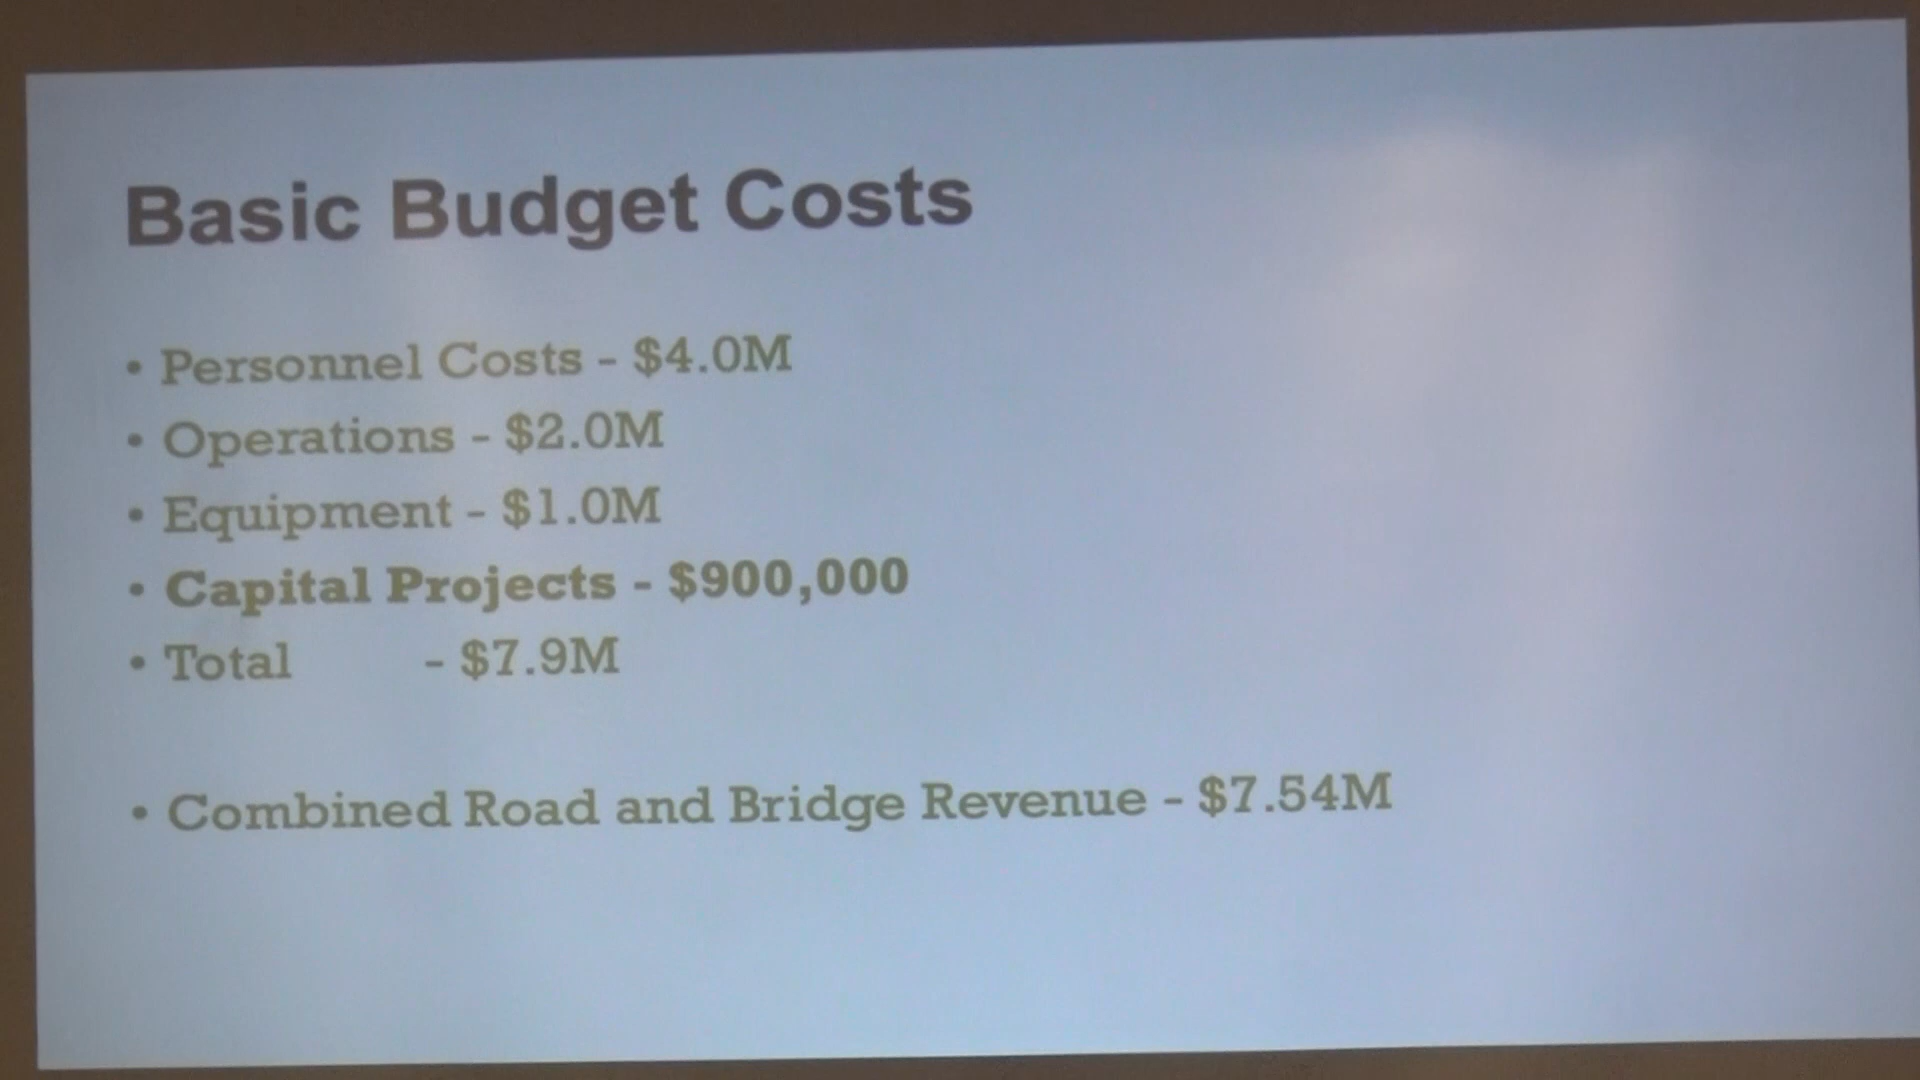 Basic Budget Costs
• Personnel Costs - $4.0M
• Operations - $2.0M
• Equipment - $1.0M
• Capital Projects - $900,000
• Total - $7.9M
• Combined Road and Bridge Revenue - $7.54M